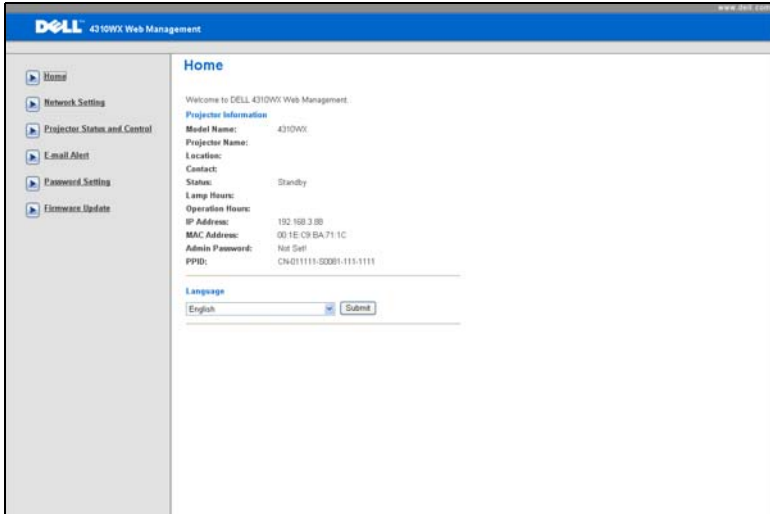 www.dell.com
DELL™ 4310WX Web Management
Home
Network Setting
Projector Status and Control
E.mail Alert
Password Setting
Firmware Update
Home
Welcome to DELL 4310WX Web Management.
Projector Information
Model Name: 4310WX
Projector Name:
Location:
Contact:
Status: Standby
Lamp Hours:
Operation Hours:
IP Address: 192.168.3.88
MAC Address: 00:1E:C9:BA:71:1C
Admin Password: Not Set!
PPID: CN-011111-S0081-111-1111
Language
English Submit